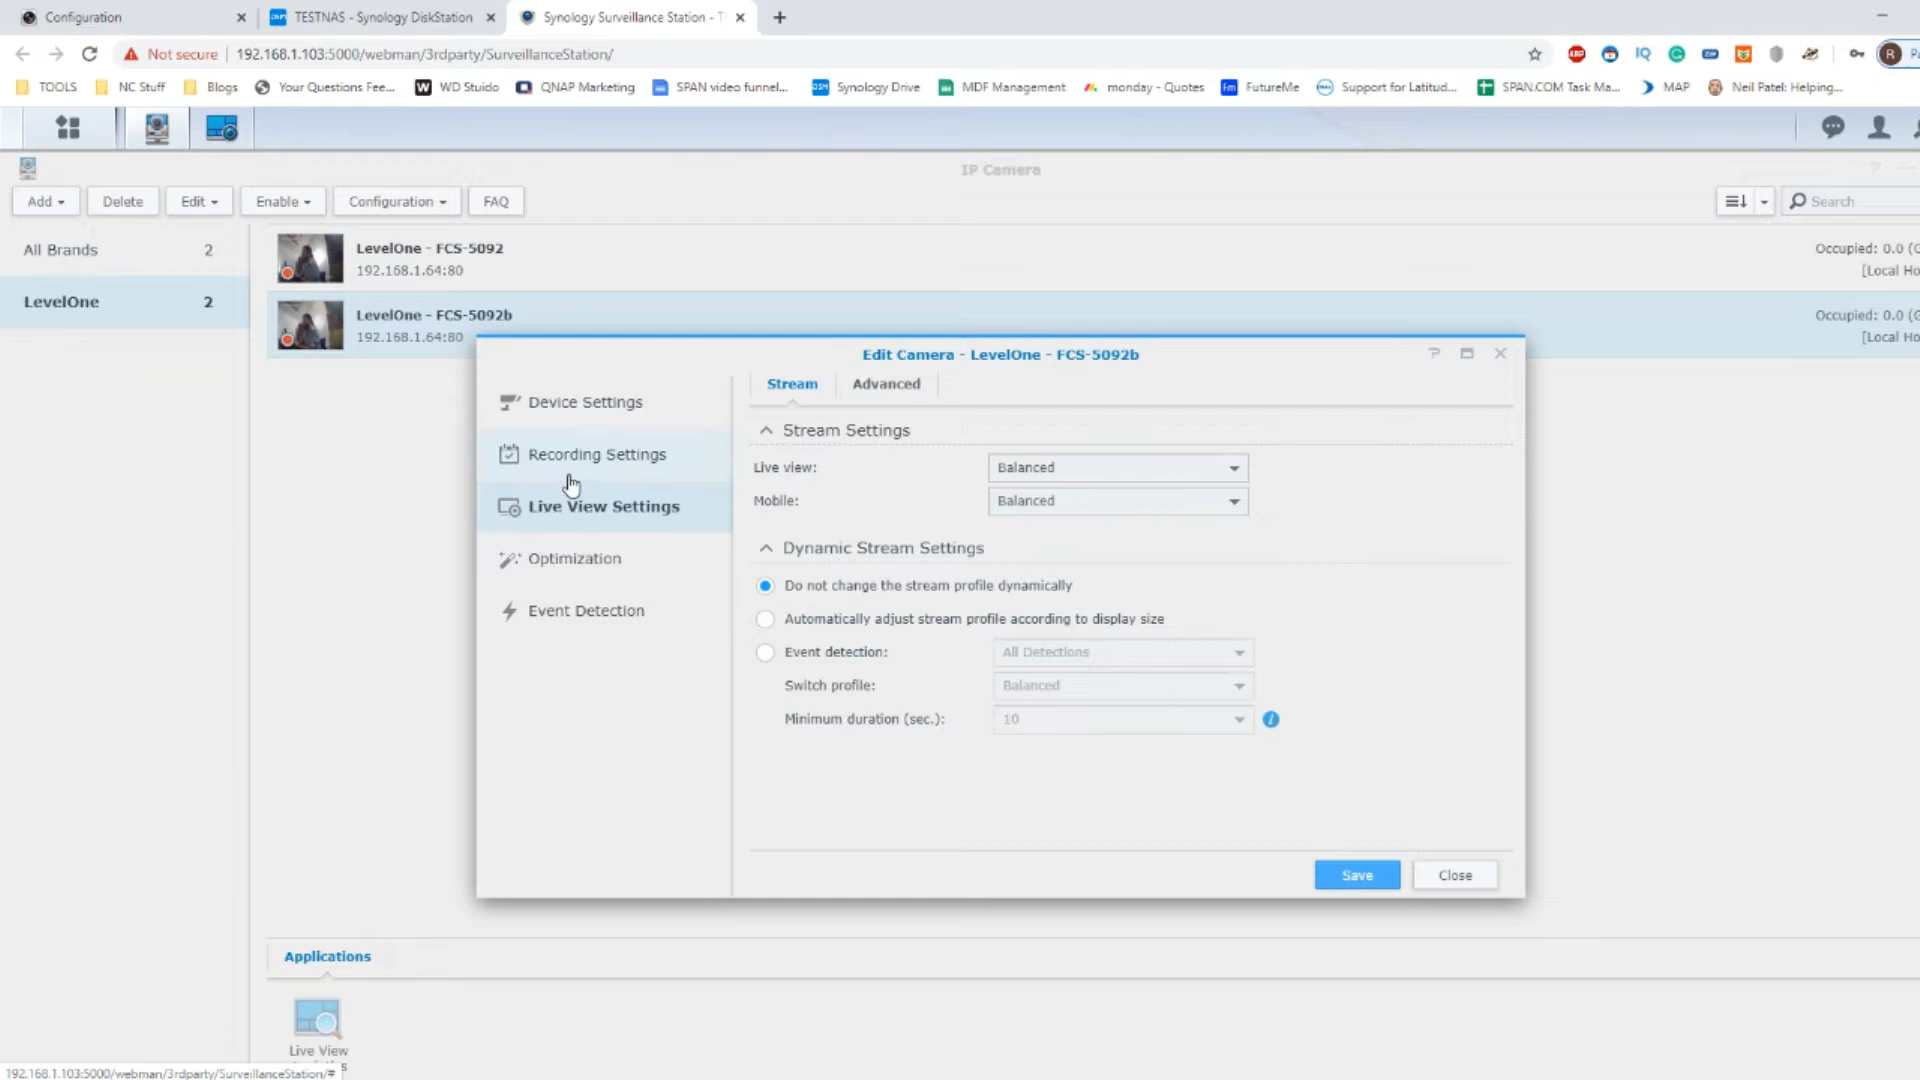 Configuration
TESTNAS - Synology DiskStation
Synology Surveillance Station - T
Not secure
192.168.1.103:5000/webman/3rdparty/SurveillanceStation/
TOOLS
NC Stuff
Blogs
Your Questions Fee...
WD Stuido
QNAP Marketing
SPAN video funnel...
Synology Drive
MDF Management
monday - Quotes
FutureMe
Support for Latitud...
SPAN.COM Task Ma...
MAP
Neil Patel: Helping...
IP Camera
Add
Delete
Edit
Enable
Configuration
FAQ
Search
All Brands 2
LevelOne 2
LevelOne - FCS-5092
192.168.1.64:80
Occupied: 0.0 (G
[Local Ho
LevelOne - FCS-5092b
192.168.1.64:80
Occupied: 0.0 (G
[Local Ho
Edit Camera - LevelOne - FCS-5092b
Device Settings
Recording Settings
Live View Settings
Optimization
Event Detection
Stream
Advanced
Stream Settings
Live view: Balanced
Mobile: Balanced
Dynamic Stream Settings
Do not change the stream profile dynamically
Automatically adjust stream profile according to display size
Event detection: All Detections
Switch profile: Balanced
Minimum duration (sec.): 10
Save
Close
Applications
Live View
192.168.1.103:5000/webman/3rdparty/SurveillanceStation/#